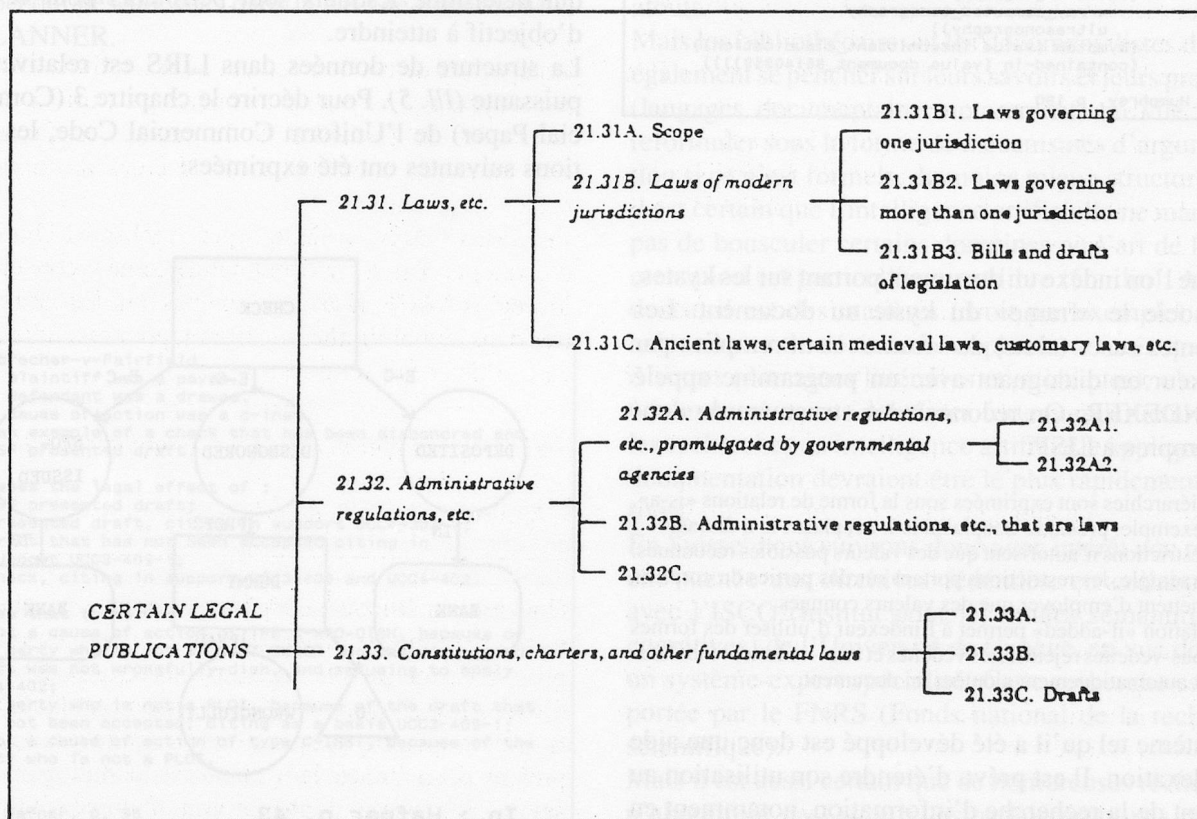 21.31A. Scope
21.31B. Laws of modern
jurisdictions
21.31. Laws, etc.
21.31B1. Laws governing
one jurisdiction
21.31B2. Laws governing
more than one jurisdiction
21.31B3. Bills and drafts
of legislation
21.31C. Ancient laws, certain medieval laws, customary laws, etc.
21.32A. Administrative regulations,
etc., promulgated by governmental
agencies
21.32A1.
21.32A2.
21.32. Administrative
regulations, etc.
21.32B. Administrative regulations, etc., that are laws
21.32C.
CERTAIN LEGAL
PUBLICATIONS
21.33. Constitutions, charters, and other fundamental laws
21.33A.
21.33B.
21.33C. Drafts